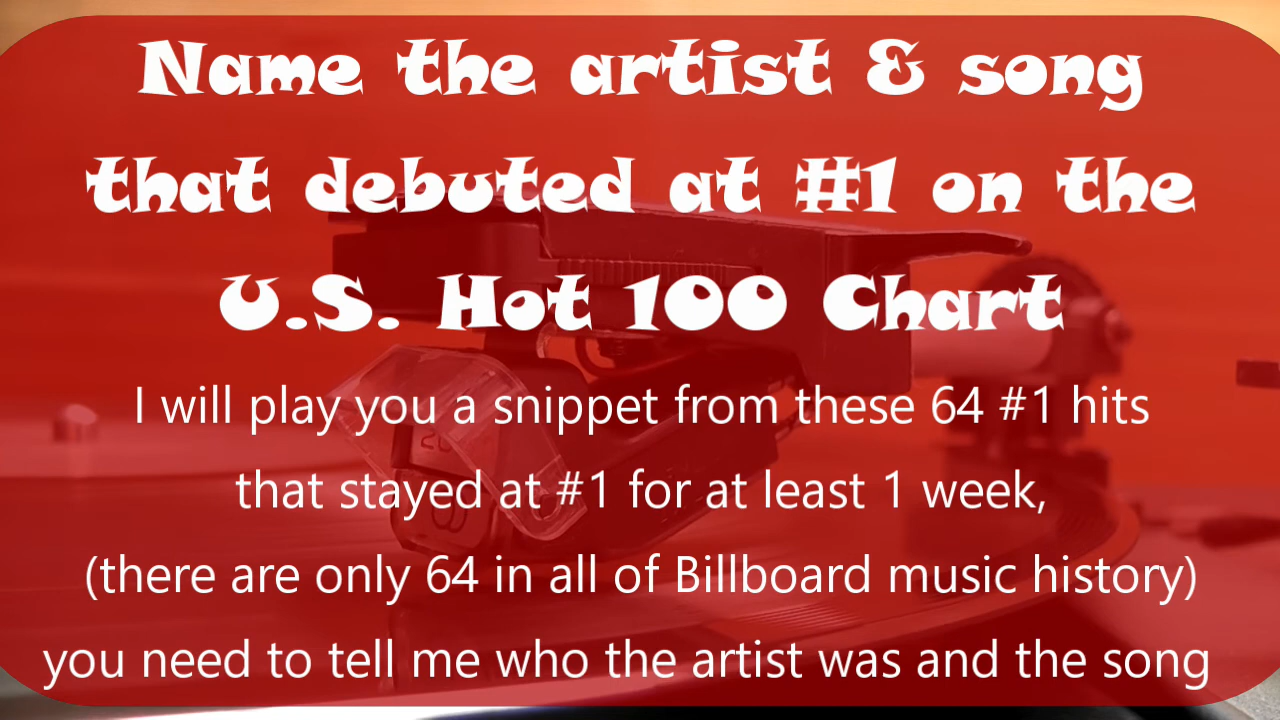 Name the artist & song
that debuted at #1 on the
U.S. Hot 100 Chart
I will play you a snippet from these 64 #1 hits
that stayed at #1 for at least 1 week,
(there are only 64 in all of Billboard music history)
you need to tell me who the artist was and the song